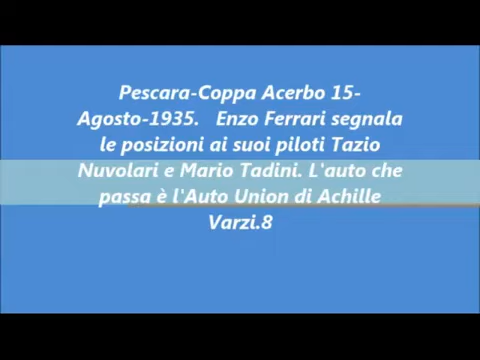 Pescara-Coppa Acerbo 15-
Agosto-1935.   Enzo Ferrari segnala
le posizioni ai suoi piloti Tazio
Nuvolari e Mario Tadini. L'auto che
passa è l'Auto Union di Achille
Varzi.8